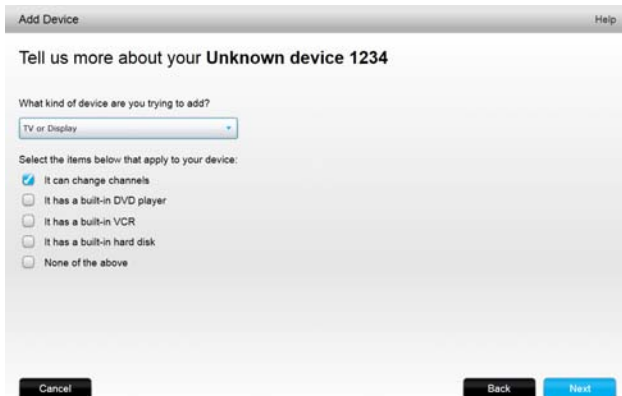 Add Device
Help
Tell us more about your Unknown device 1234
What kind of device are you trying to add?
TV or Display
Select the items below that apply to your device:
It can change channels
It has a built-in DVD player
It has a built-in VCR
It has a built-in hard disk
None of the above
Cancel
Back
Next